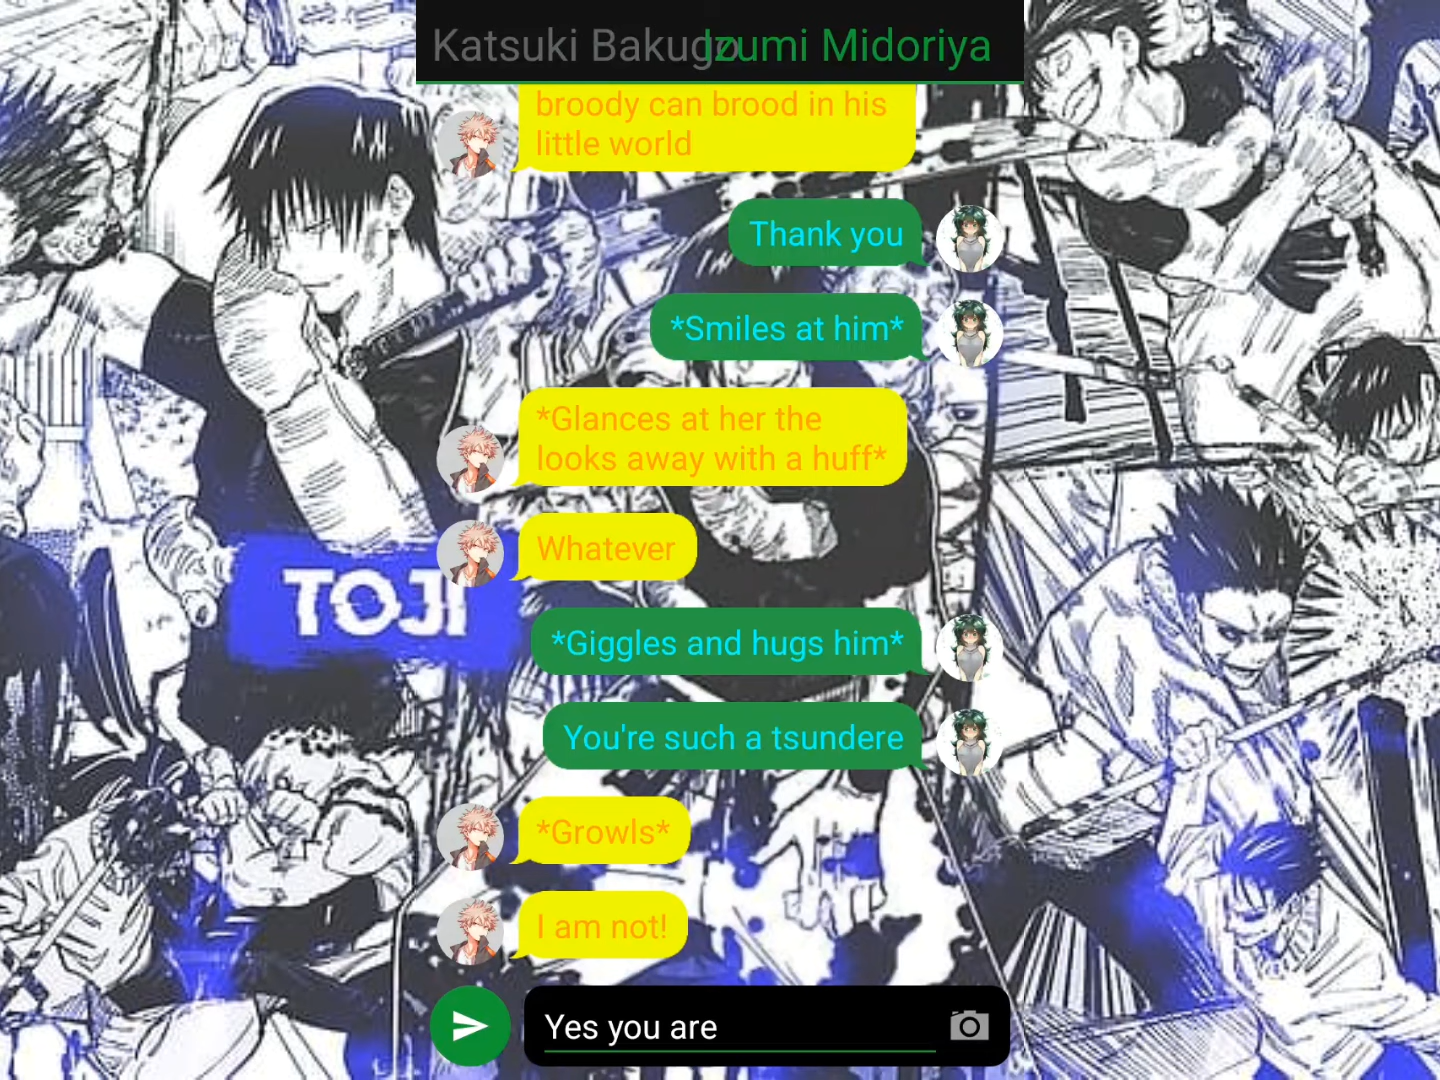 Katsuki Bakugo
Izumi Midoriya
broody can brood in his
little world
Thank you
*Smiles at him*
*Glances at her the
looks away with a huff*
Whatever
TOJI
*Giggles and hugs him*
You're such a tsundere
*Growls*
I am not!
Yes you are